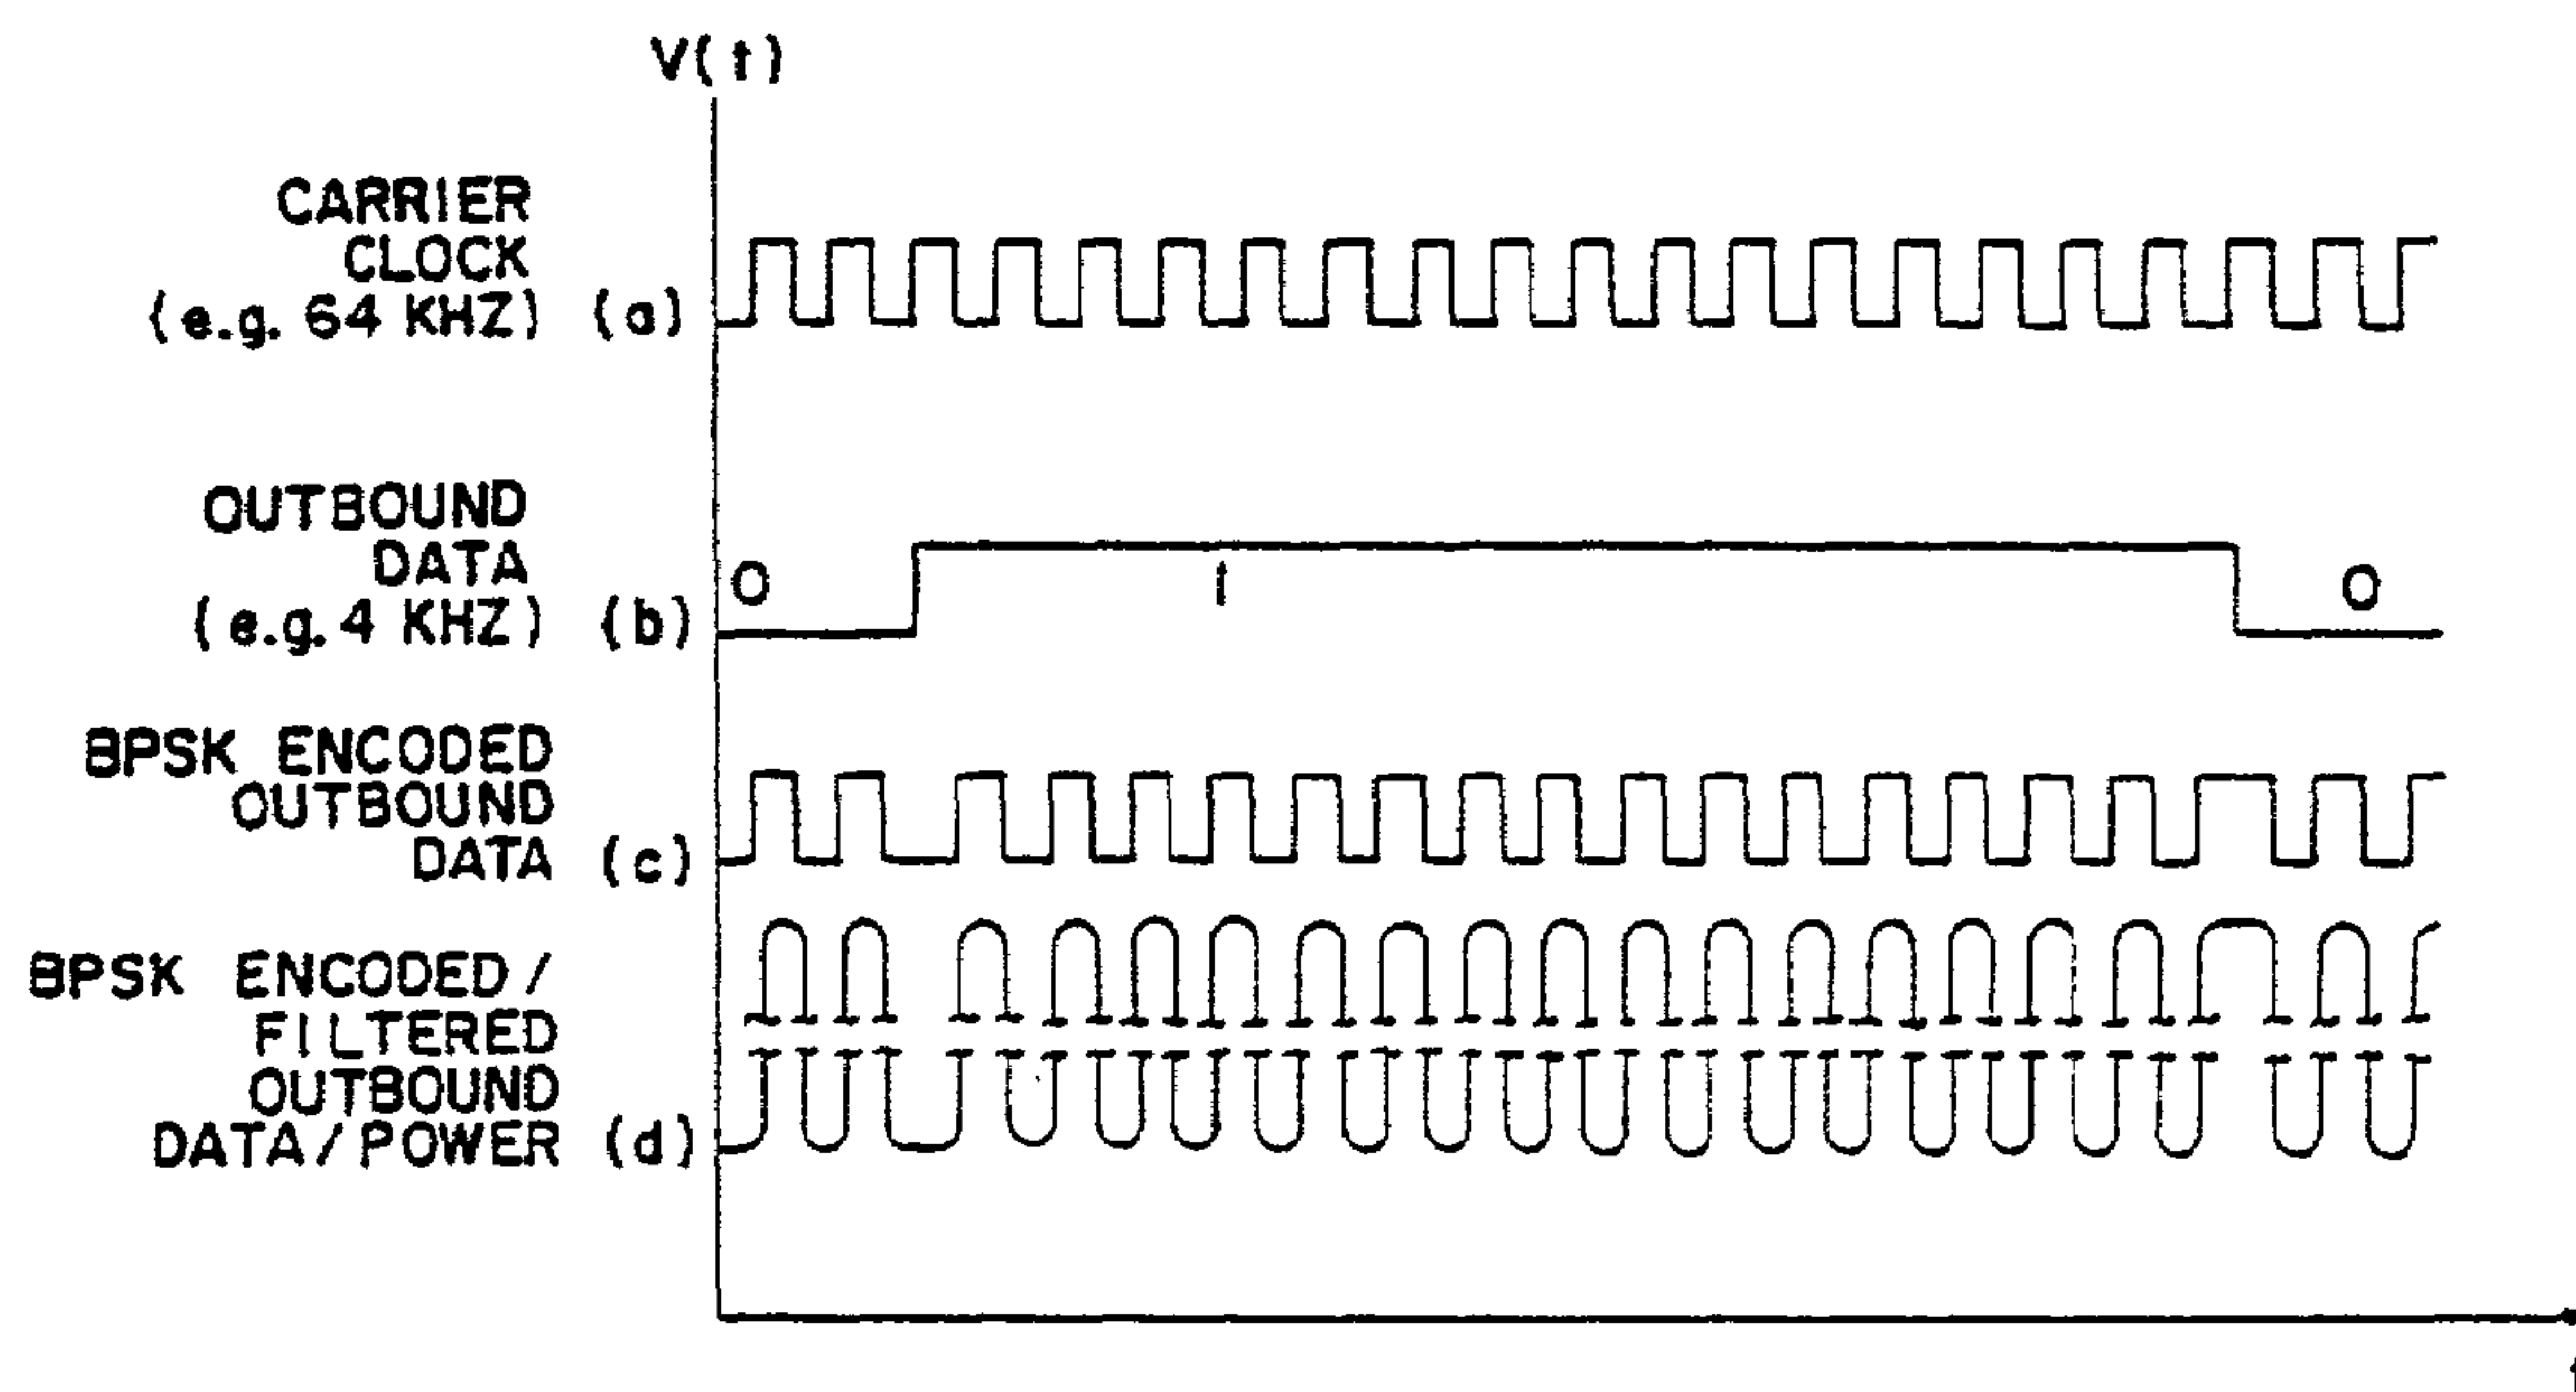 V(t)
CARRIER
CLOCK
(e.g. 64 KHZ) (a)
OUTBOUND
DATA
(e.g. 4 KHZ) (b)
0 1 0
BPSK ENCODED
OUTBOUND
DATA (c)
BPSK ENCODED/
FILTERED
OUTBOUND
DATA/POWER (d)